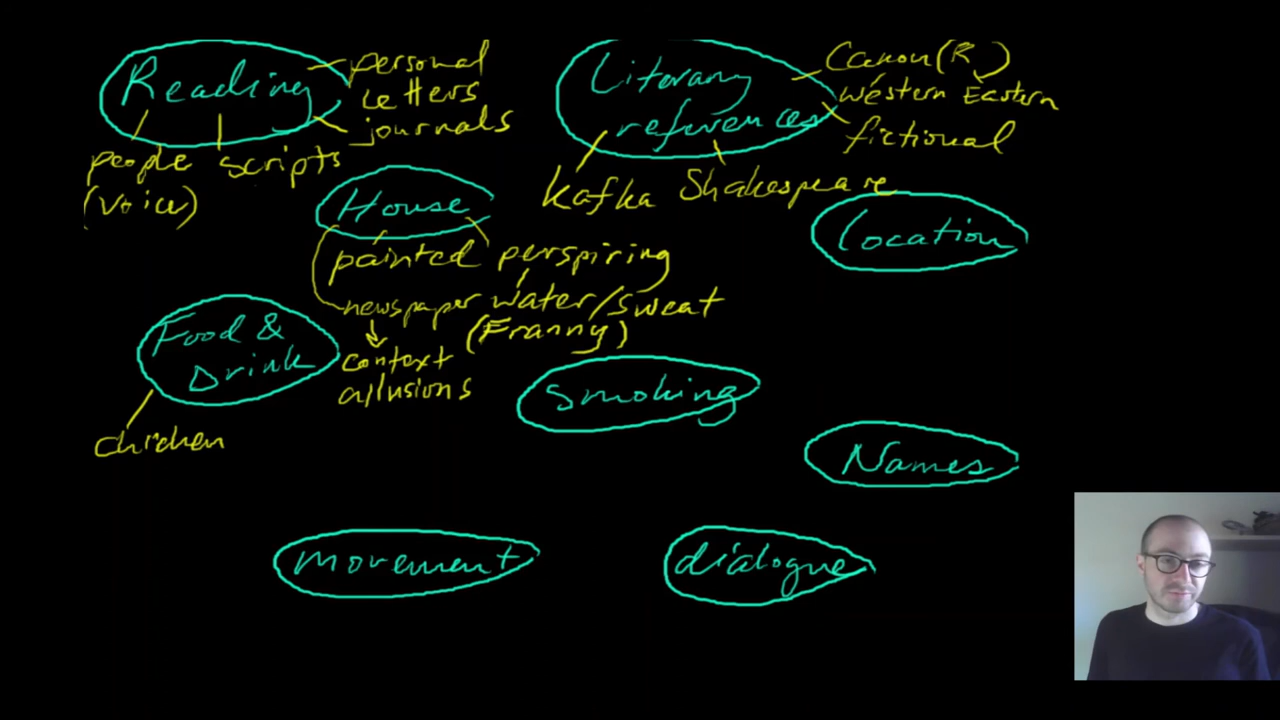 Reading
personal
letters
journals
people
(voice)
scripts
Literary
references
Canon(R)
Western Eastern
fictional
Kafka
Shakespeare
House
painted
perspiring
newspaper
water/sweat
(Franny)
context
allusions
Location
Food &
Drink
chicken
Smoking
Names
movement
dialogue